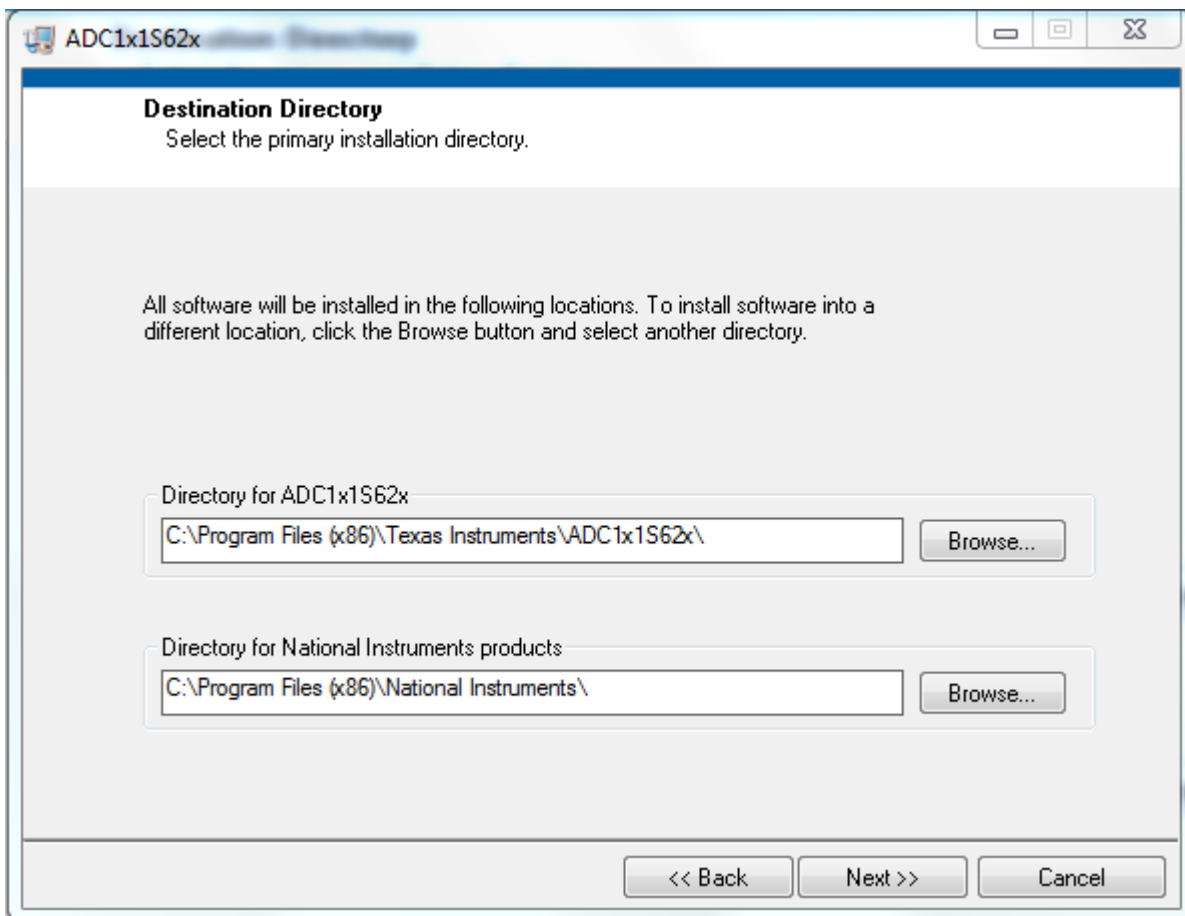 ADC1x1S62x
Destination Directory
Select the primary installation directory.
All software will be installed in the following locations. To install software into a
different location, click the Browse button and select another directory.
Directory for ADC1x1S62x
C:\Program Files (x86)\Texas Instruments\ADC1x1S62x\
Browse...
Directory for National Instruments products
C:\Program Files (x86)\National Instruments\
Browse...
<< Back
Next >>
Cancel